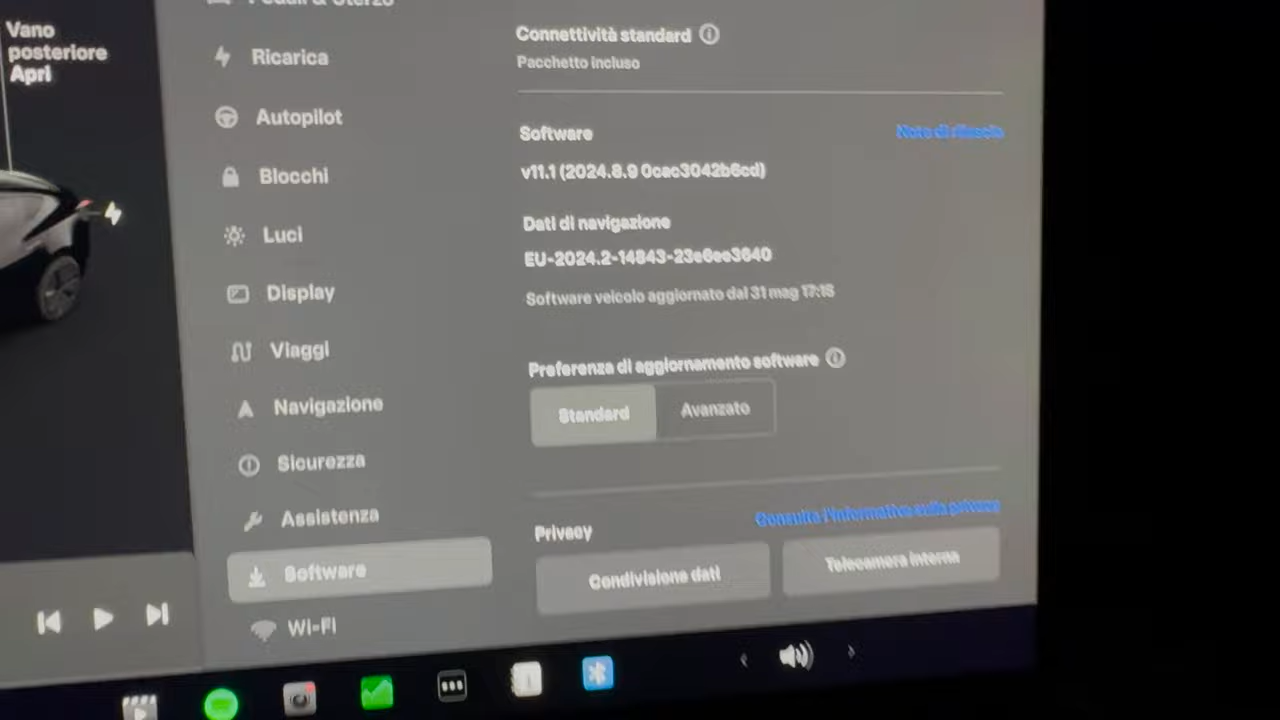 Vano
posteriore
Apri
Pedali & Sterzo
Ricarica
Autopilot
Blocchi
Luci
Display
Viaggi
Navigazione
Sicurezza
Assistenza
Software
Wi-Fi
Connettività standard
Pacchetto incluso
Software
Note di rilascio
v11.1 (2024.8.9 0cac3042b6cd)
Dati di navigazione
EU-2024.2-14843-23e6ee3640
Software veicolo aggiornato dal 31 mag
Preferenza di aggiornamento software
Standard
Avanzato
Privacy
Consulta l'informativa sulla privacy
Condivisione dati
Telecamera interna